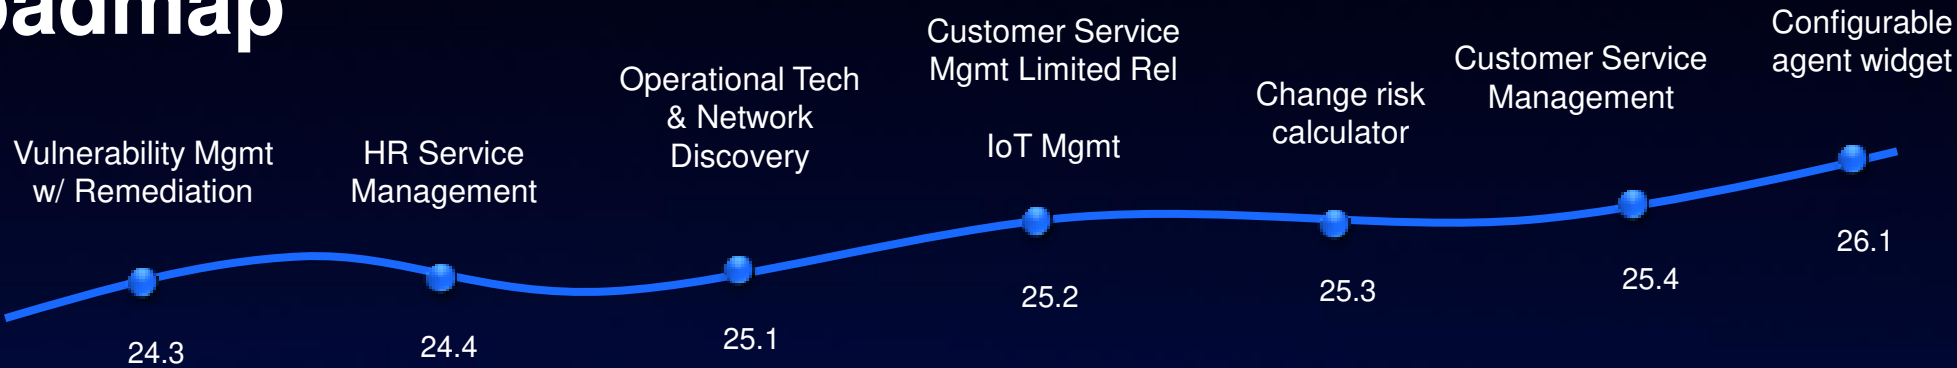 oadmap
Vulnerability Mgmt
w/ Remediation
24.3
HR Service
Management
24.4
Operational Tech
& Network
Discovery
25.1
Customer Service
Mgmt Limited Rel
IoT Mgmt
25.2
Change risk
calculator
25.3
Customer Service
Management
25.4
Configurable
agent widget
26.1